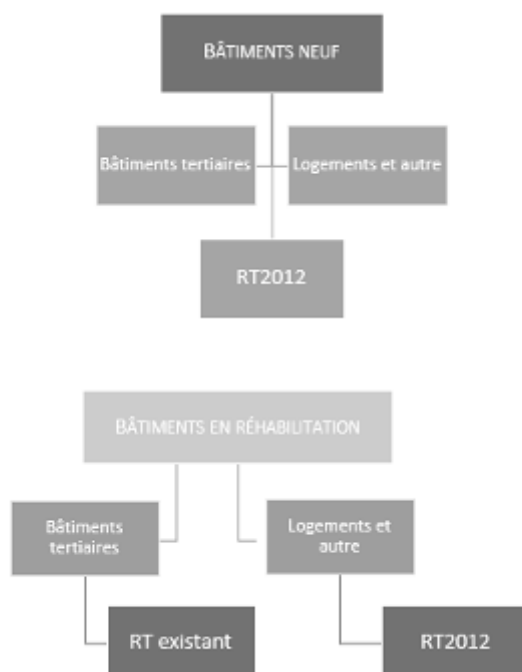 BÂTIMENTS NEUF
Bâtiments tertiaires
Logements et autre
RT2012
BÂTIMENTS EN RÉHABILITATION
Bâtiments
tertiaires
Logements et
autre
RT existant
RT2012